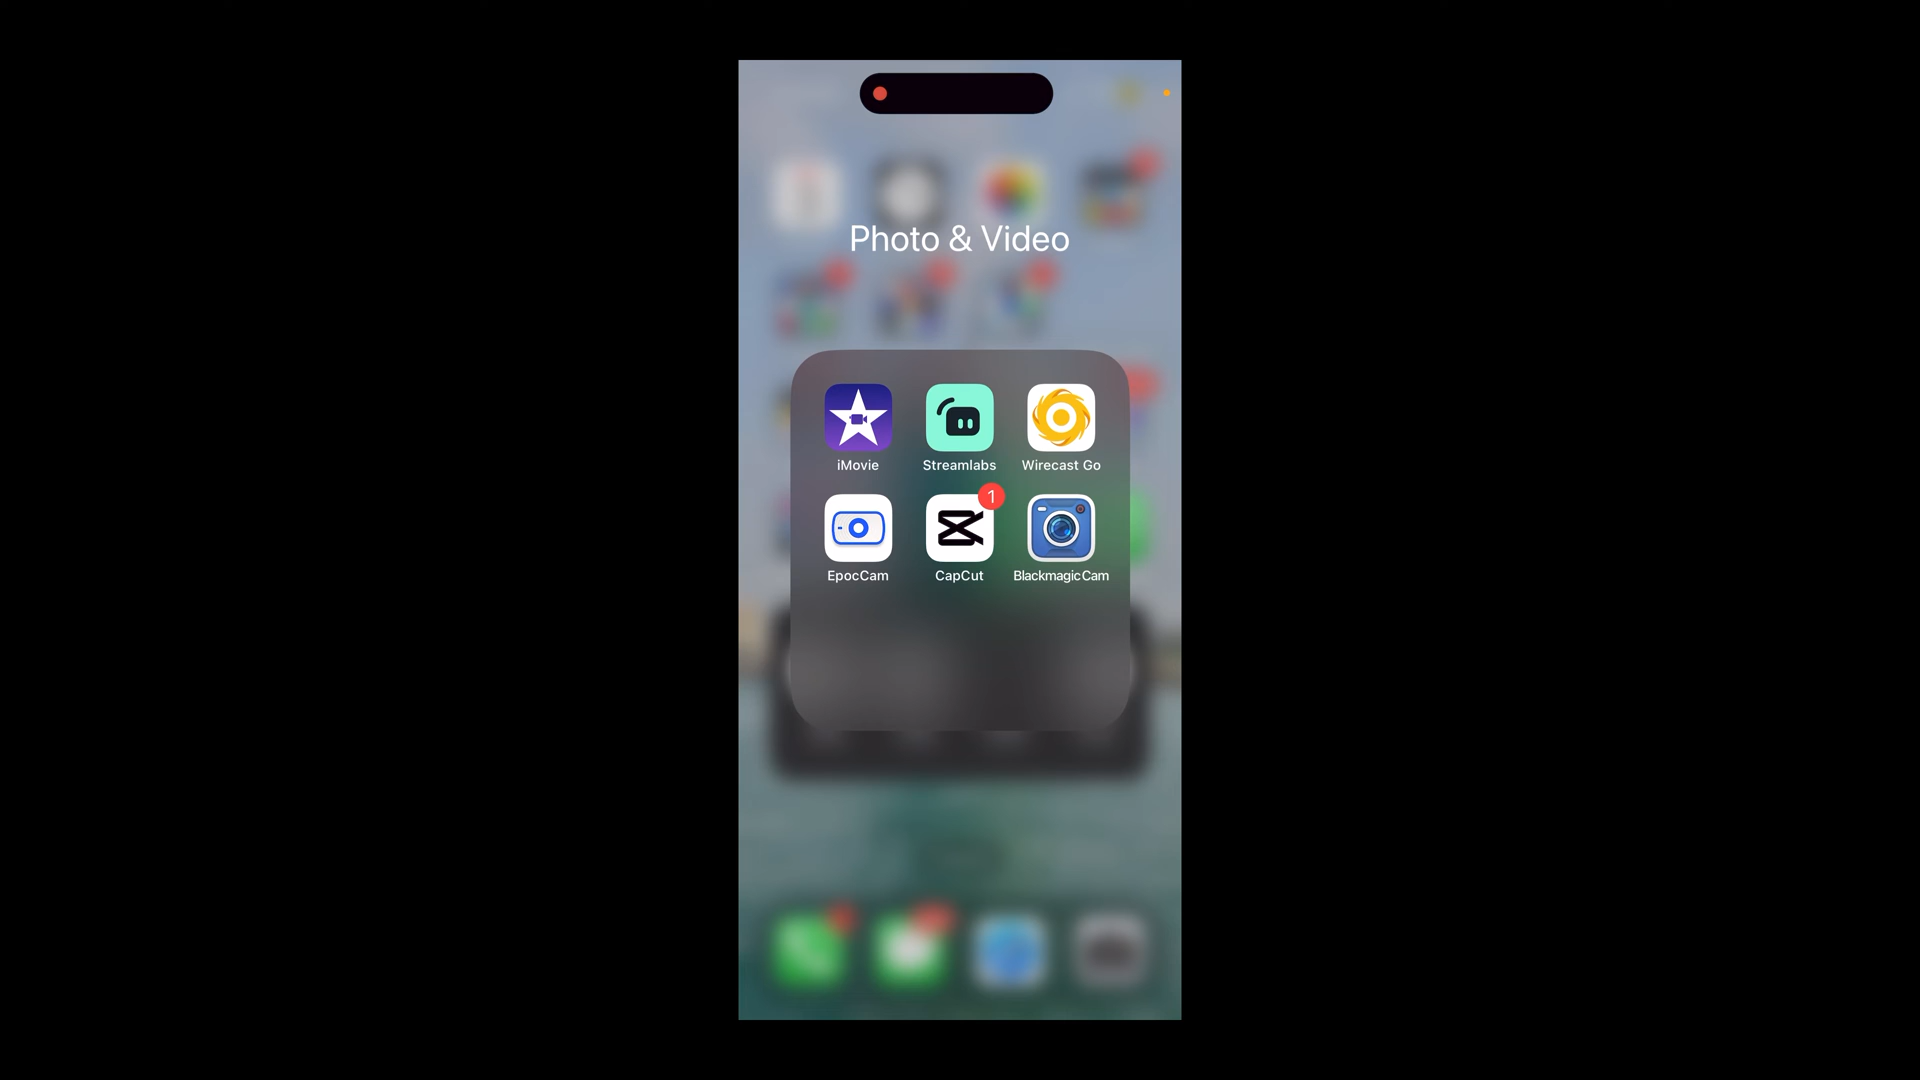 Photo & Video
iMovie
Streamlabs
Wirecast Go
1
EpocCam
CapCut
BlackmagicCam